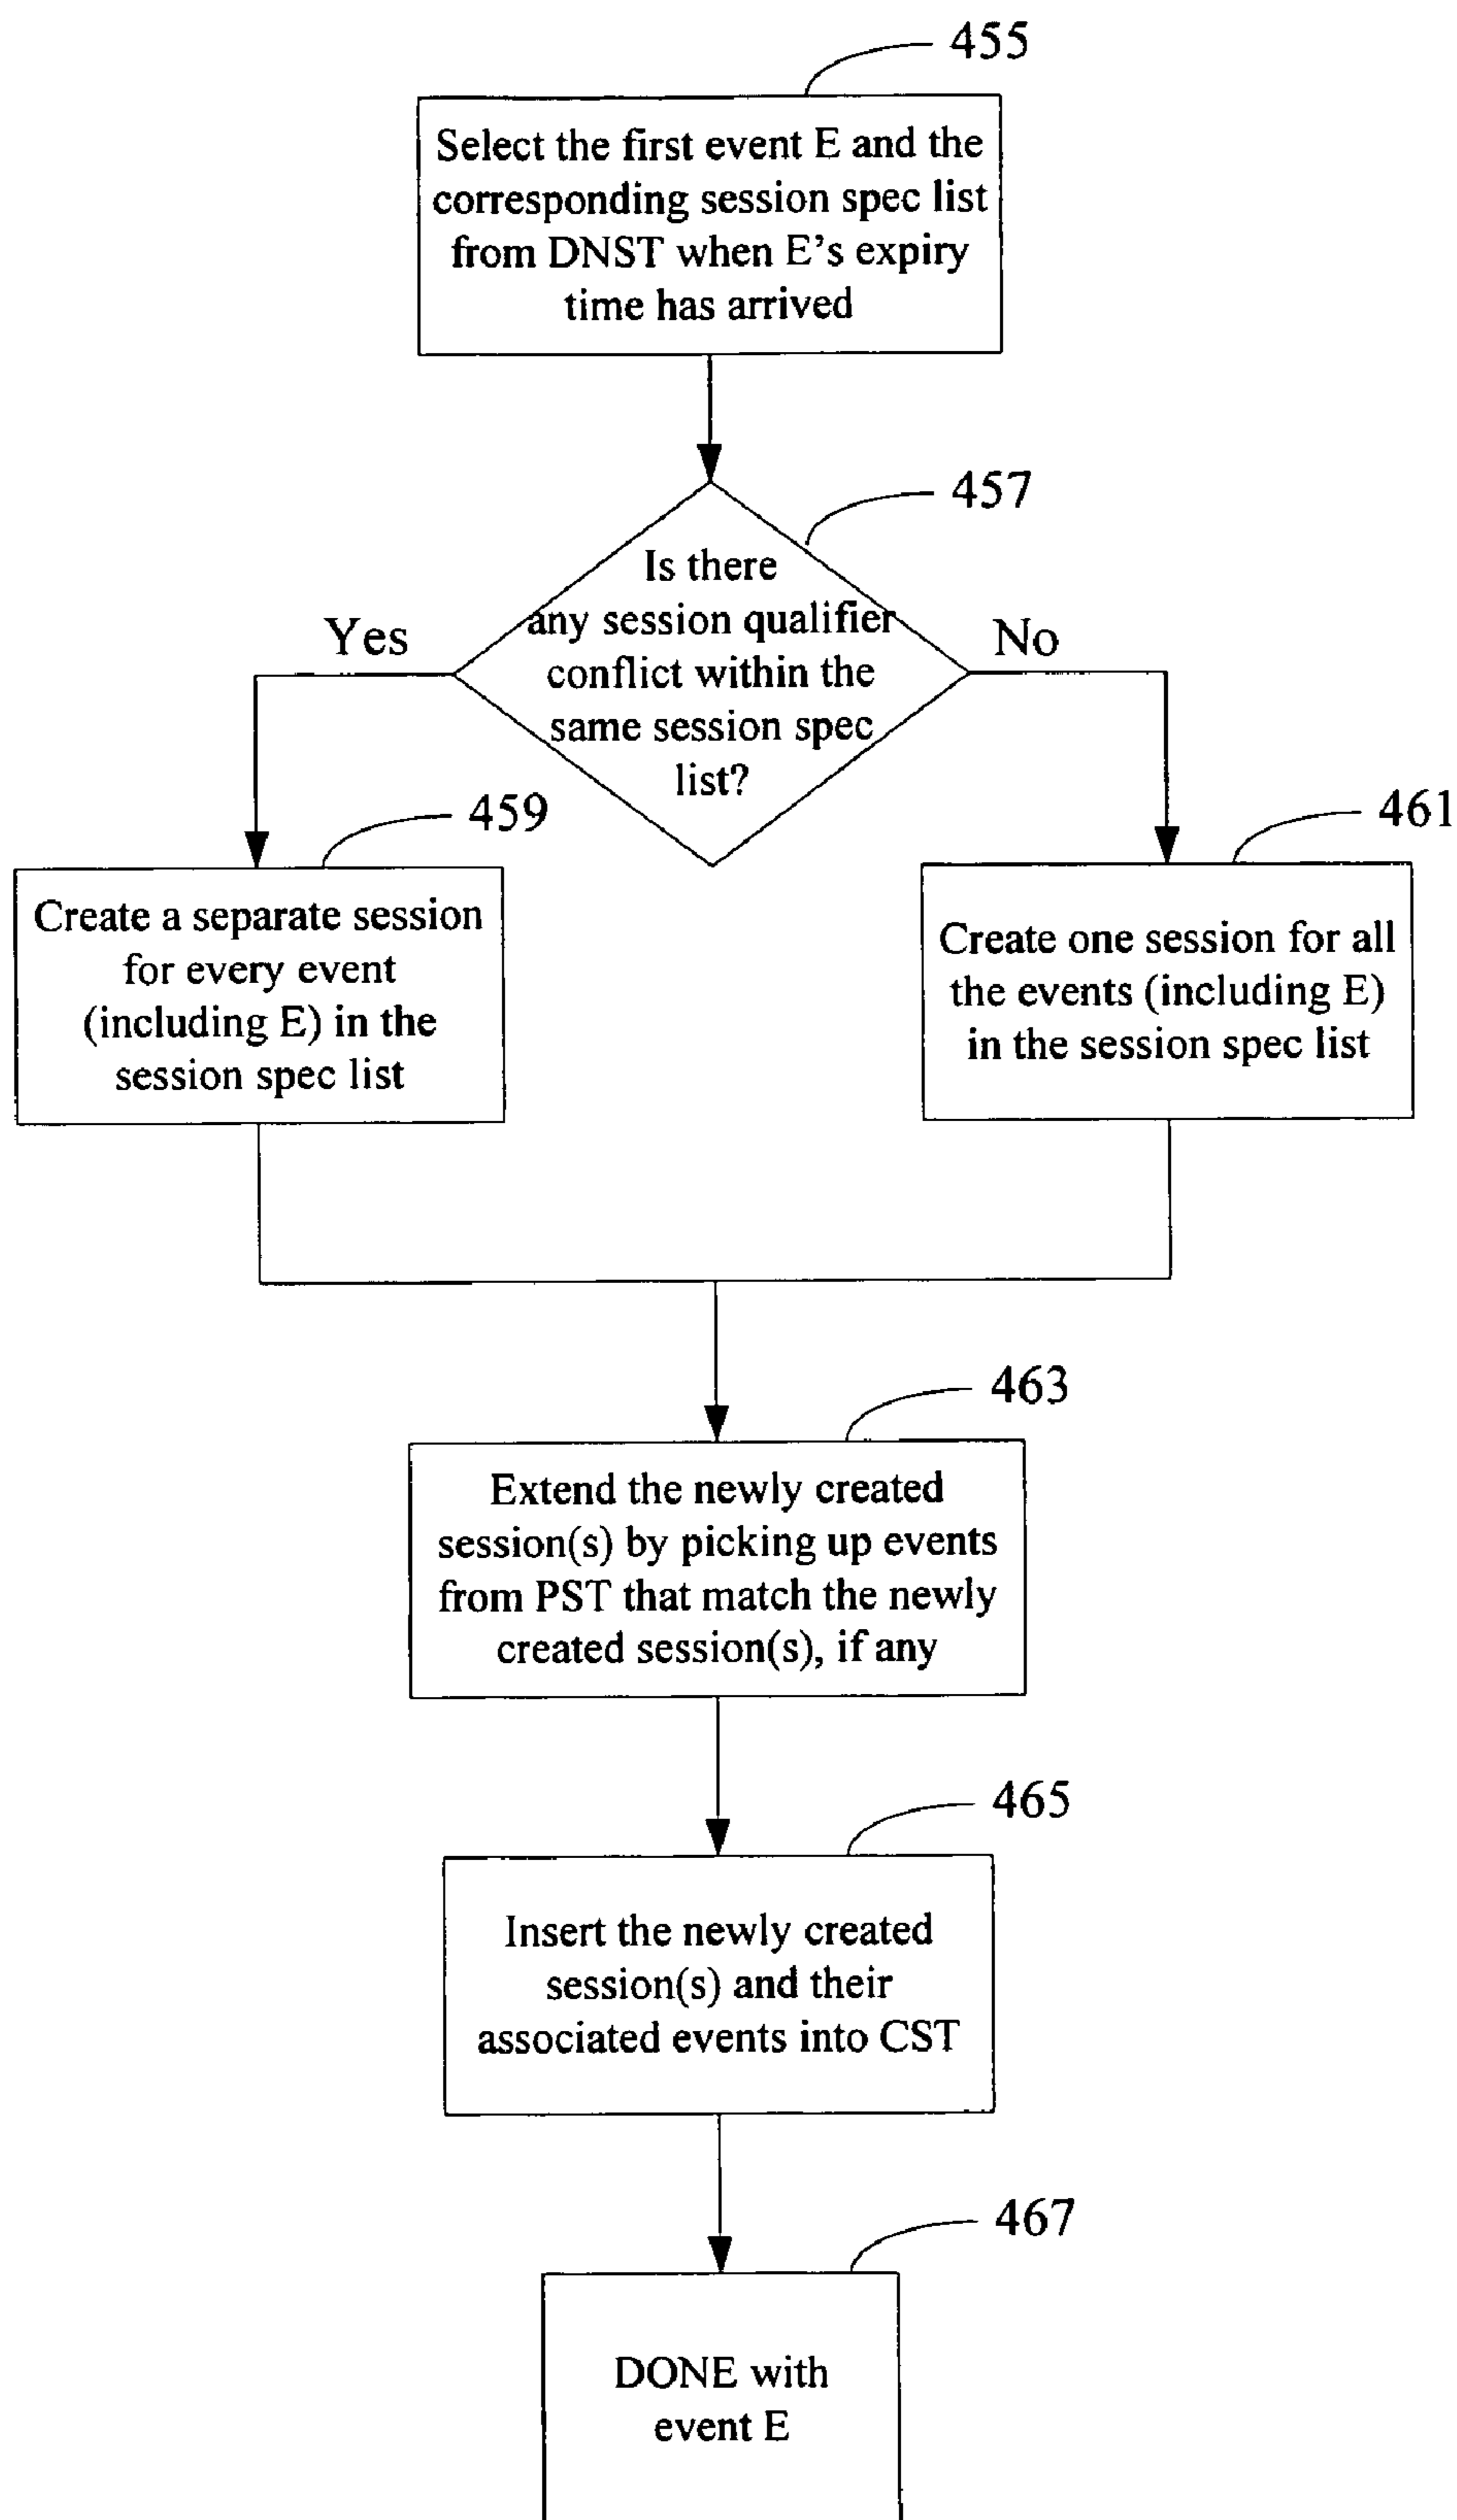 455
Select the first event E and the
corresponding session spec list
from DNST when E's expiry
time has arrived
457
Is there
any session qualifier
conflict within the
same session spec
list?
Yes
No
459
Create a separate session
for every event
(including E) in the
session spec list
461
Create one session for all
the events (including E)
in the session spec list
463
Extend the newly created
session(s) by picking up events
from PST that match the newly
created session(s), if any
465
Insert the newly created
session(s) and their
associated events into CST
467
DONE with
event E